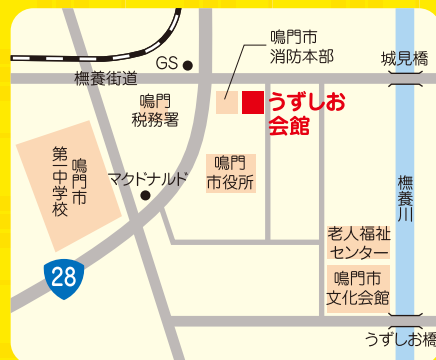 鳴門市
消防本部
GS
城見橋
撫養街道
鳴門
税務署
うずしお
会館
鳴門市
第一中学校
マクドナルド
鳴門
市役所
撫養川
老人福祉
センター
28
鳴門市
文化会館
うずしお橋